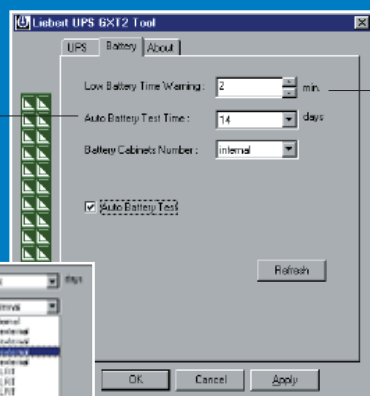 Liebert UPS GXT2 Tool
UPS Battery About
Low Battery Time Warning : 2 min.
Auto Battery Test Time : 14 days
Battery Cabinets Number : internal
Auto Battery Test
Refresh
days
OK Cancel Apply